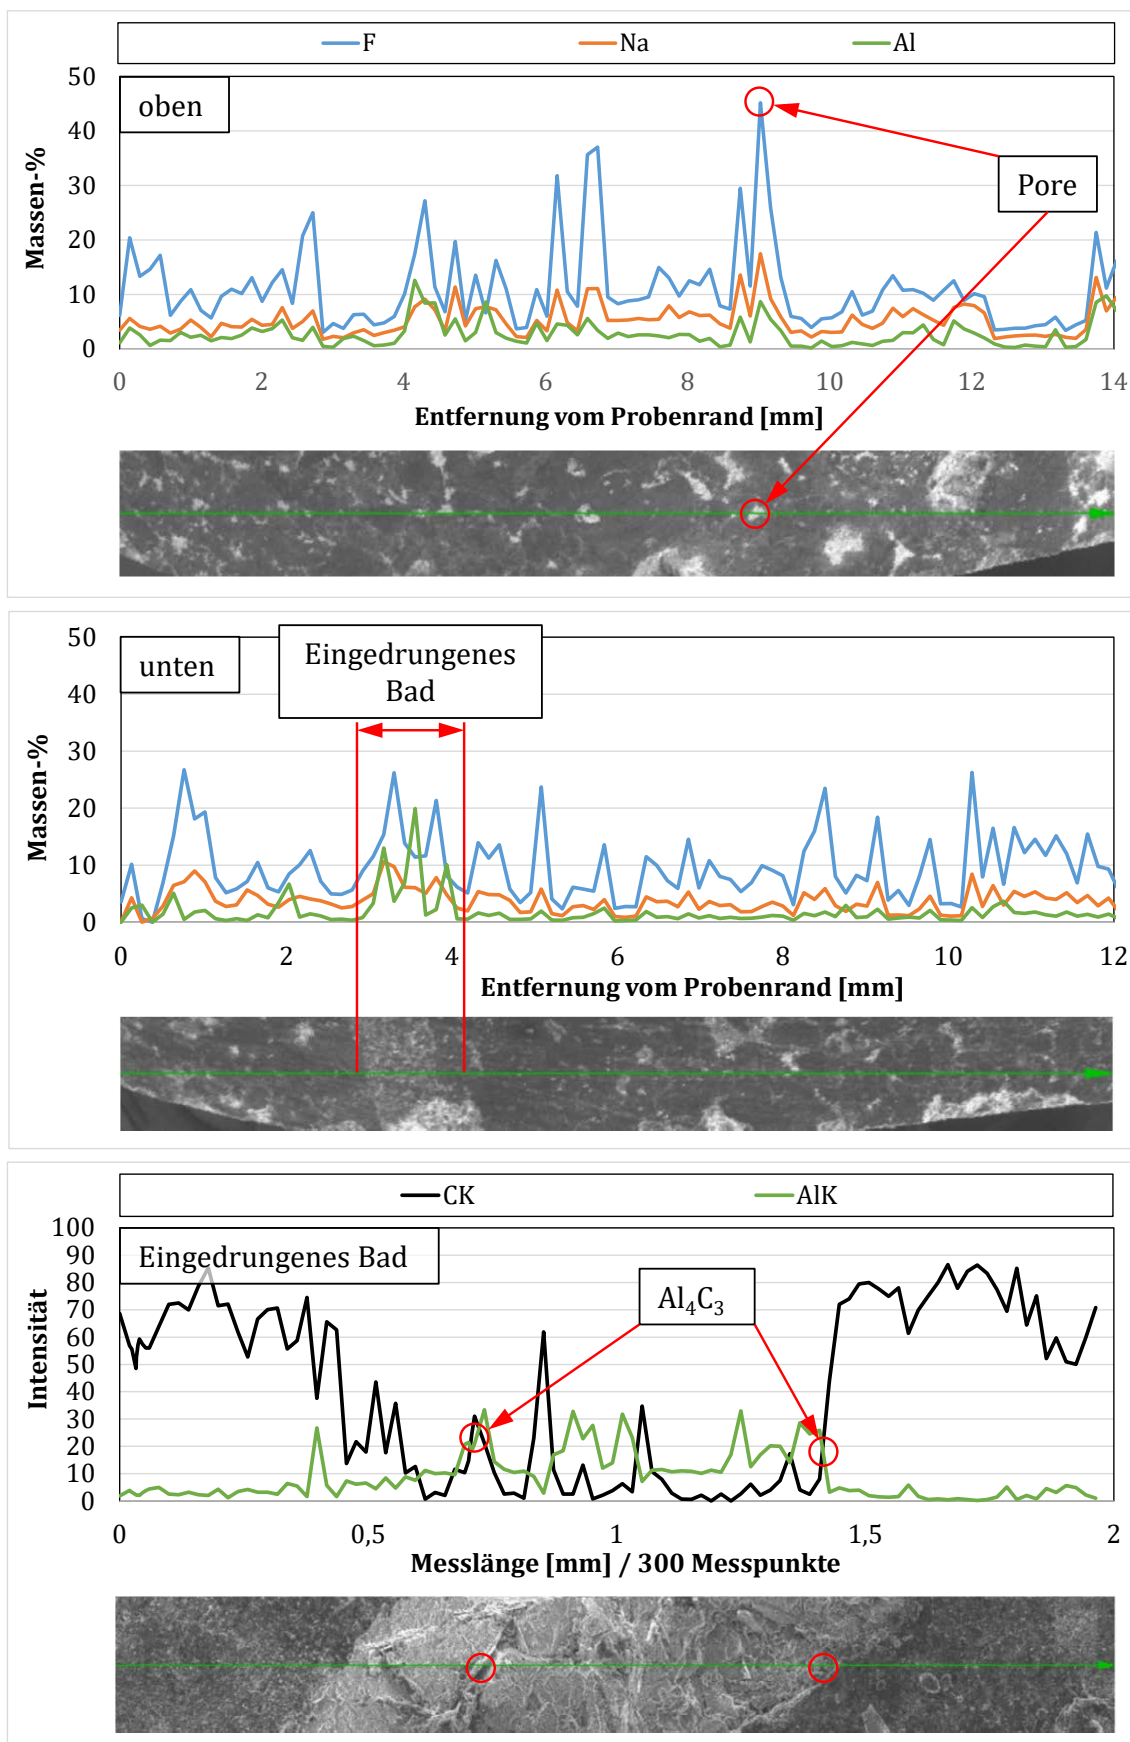 F Na Al
50
oben
40
Massen-%
30
Pore
20
10
0
0 2 4 6 8 10 12 14
Entfernung vom Probenrand [mm]
50
unten
Eingedrungenes
Bad
40
Massen-%
30
20
10
0
0 2 4 6 8 10 12
Entfernung vom Probenrand [mm]
CK AlK
100
Eingedrungenes Bad
90
80
Al₄C₃
70
Intensität
60
50
40
30
20
10
0
0 0,5 1 1,5 2
Messlänge [mm] / 300 Messpunkte